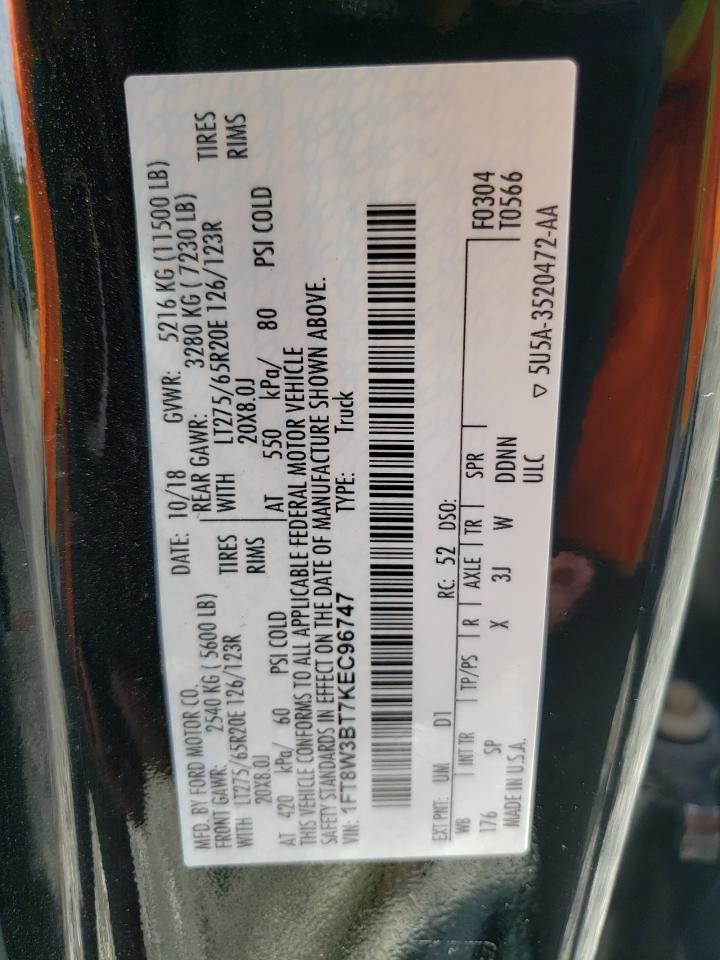 MFD. BY FORD MOTOR CO.
DATE: 10/18 GVWR: 5216 KG (11500 LB)
FRONT GAWR: 2540 KG ( 5600 LB) REAR GAWR: 3280 KG ( 7230 LB)
WITH LT275/65R20E 126/123R TIRES WITH LT275/65R20E 126/123R TIRES
20X8.0J RIMS 20X8.0J RIMS
AT 420 kPa/ 60 PSI COLD AT 550 kPa/ 80 PSI COLD
THIS VEHICLE CONFORMS TO ALL APPLICABLE FEDERAL MOTOR VEHICLE
SAFETY STANDARDS IN EFFECT ON THE DATE OF MANUFACTURE SHOWN ABOVE.
VIN: 1FT8W3BT7KEC96747 TYPE: Truck
EXT PNT: UM D1 RC: 52 DSO:
WB INT TR TP/PS R AXLE TR SPR F0304
176 SP X 3J W DDNN T0566
MADE IN U.S.A. ULC
▽ 5U5A-3520472-AA